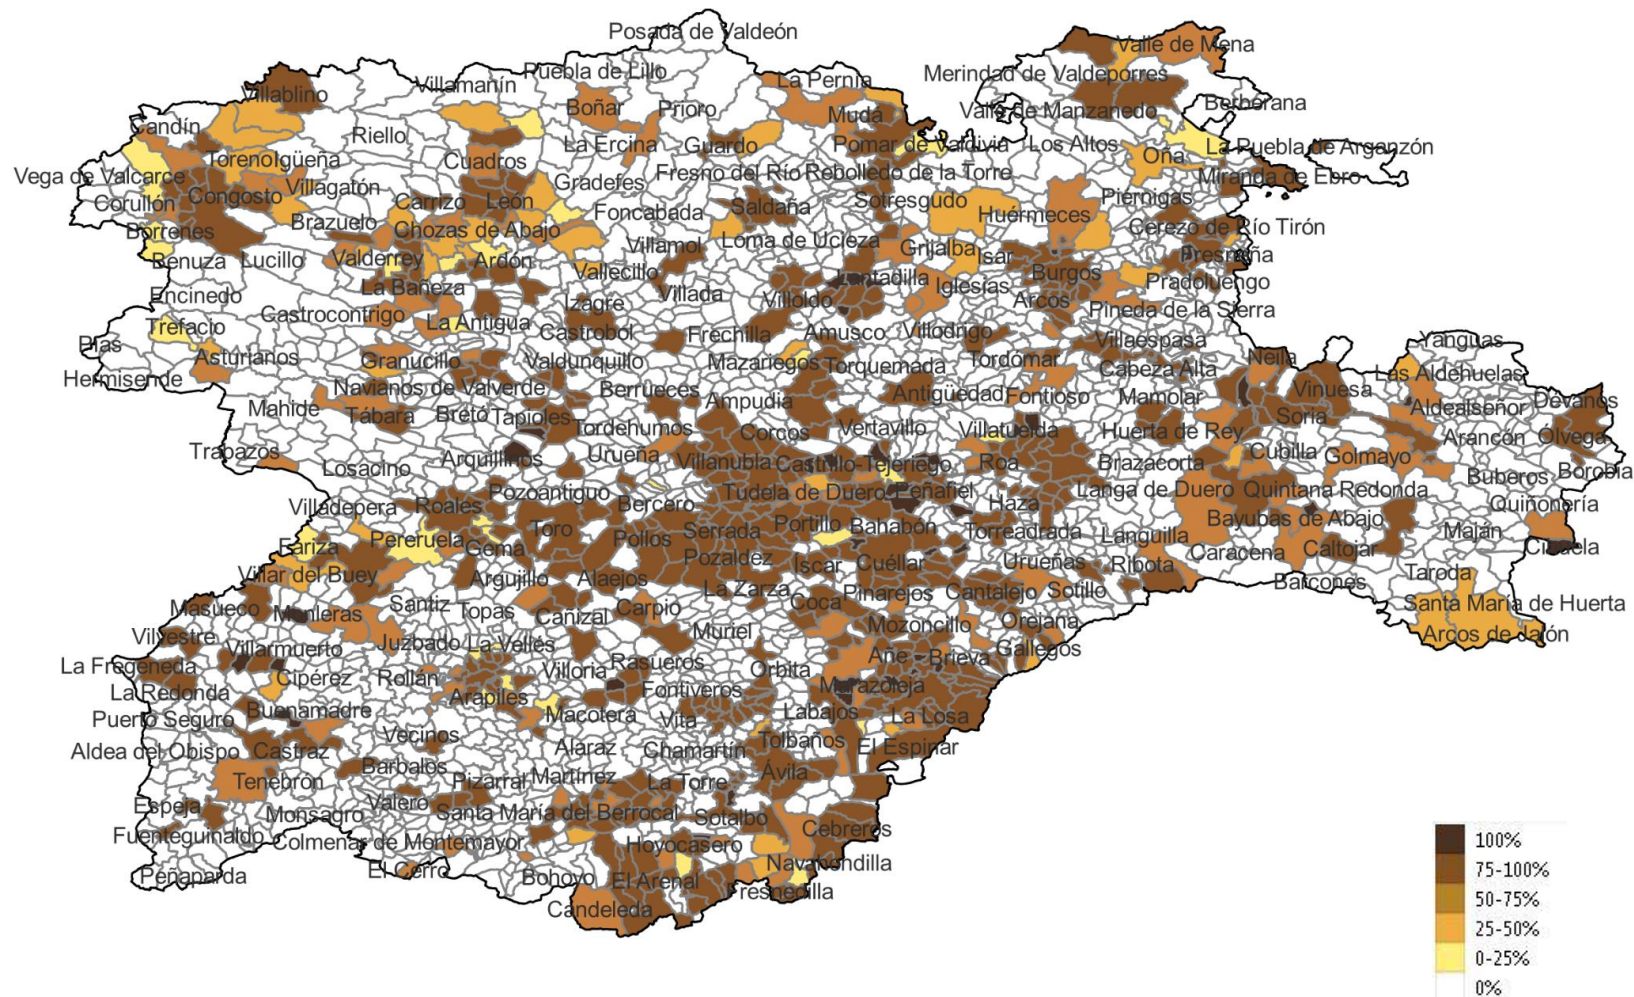 Posada de Valdeón
Valle de Mena
Puebla de Lillo
La Pernía
Merindad de Valdeporres
Villamanín
Villablino
Boñar
Prioro
Mudá
Valle de Manzanedo
Berberana
Candín
Riello
La Ercina
Guardo
Pomar de Valdivia
Los Altos
Oña
La Puebla de Arganzón
Toreno
Igüeña
Cuadros
Vega de Valcarce
Congosto
Villagatón
Gradefes
Fresno del Río
Rebolledo de la Torre
Miranda de Ebro
Corullón
Carrizo
León
Foncabada
Saldaña
Sotresgudo
Huérmeces
Piérnigas
Borrenes
Brazuelo
Chozas de Abajo
Villamol
Loma de Ucieza
Grijalba
Isar
Cerezo de Río Tirón
Benuza
Lucillo
Valderrey
Ardón
Vallecillo
Lantadilla
Burgos
Fresneña
Encinedo
La Bañeza
Izagre
Villada
Villoldo
Iglesias
Arcos
Pradoluengo
Trefacio
Castrocontrigo
La Antigua
Castrobol
Frechilla
Amusco
Villodrigo
Pineda de la Sierra
Pías
Asturianos
Granucillo
Valdunquillo
Mazariegos
Torquemada
Tordómar
Villaespasa
Neila
Yanguas
Hermisende
Navianos de Valverde
Berrueces
Antigüedad
Fontioso
Cabeza Alta
Mamolar
Vinuesa
Las Aldehuelas
Mahide
Tábara
Bretó
Tapioles
Ampudia
Soria
Aldealseñor
Dévanos
Trabazos
Losacino
Arquillinos
Tordehumos
Urueña
Corcos
Vertavillo
Villatuelda
Huerta de Rey
Arancón
Ólvega
Villanubla
Castrillo-Tejeriego
Roa
Brazacorta
Cubilla
Golmayo
Buberos
Borobia
Villadepera
Roales
Pozoantiguo
Bercero
Tudela de Duero
Peñafiel
Haza
Langa de Duero
Quintana Redonda
Quiñonería
Fariza
Pereruela
Gema
Toro
Pollos
Serrada
Portillo
Bahabón
Torreadrada
Languilla
Bayubas de Abajo
Maján
Villar del Buey
Argujillo
Alaejos
Pozaldez
Iscar
Cuéllar
Urueñas
Ribota
Caracena
Caltojar
Cihuela
Masueco
Manleras
Santiz
Topas
Cañizal
Carpio
La Zarza
Coca
Pinarejos
Cantalejo
Sotillo
Barcones
Taroda
Santa María de Huerta
Vilvestre
Villarmuerto
Juzbado
La Vellés
Muriel
Mozoncillo
Orejana
Arcos de Jalón
La Fregeneda
Cipérez
Rollán
Villoria
Rasueros
Orbita
Añe
Brieva
Gallegos
La Redonda
Arapiles
Fontiveros
Marazoleja
Puerto Seguro
Buenamadre
Macotera
Vita
Labajos
La Losa
Aldea del Obispo
Castraz
Vecinos
Alaraz
Chamartín
Tolbaños
El Espinar
Tenebrón
Barbalos
Pizarral
Martínez
La Torre
Ávila
Espeja
Monsagro
Valero
Santa María del Berrocal
Sotalbo
Cebreros
Fuenteguinaldo
Colmenar de Montemayor
Hoyocasero
Navahondilla
Peñaparda
El Cerro
Bohoyo
El Arenal
Fresnedilla
Candeleda
100%
75-100%
50-75%
25-50%
0-25%
0%